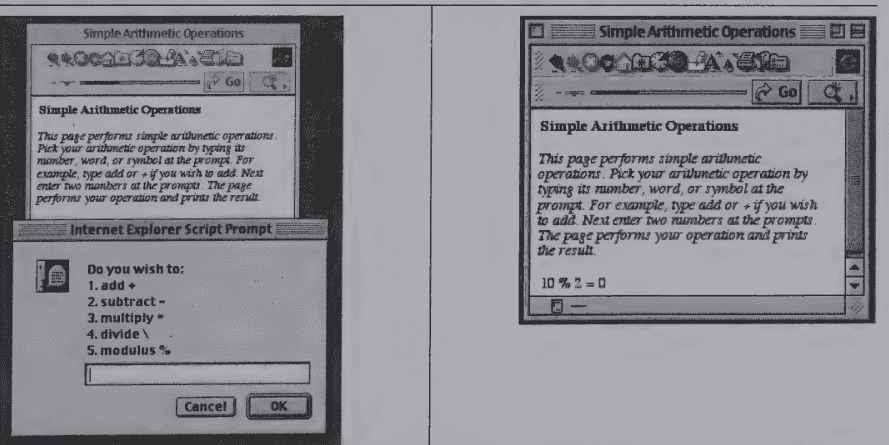 Simple Arithmetic Operations
Go
Simple Arithmetic Operations
This page performs simple arithmetic operations.
Pick your arithmetic operation by typing its
number, word, or symbol at the prompt. For
example, type add or + if you wish to add. Next
enter two numbers at the prompts. The page
performs your operation and prints the result.
Internet Explorer Script Prompt
Do you wish to:
1. add +
2. subtract -
3. multiply *
4. divide \
5. modulus %
Cancel
OK
Simple Arithmetic Operations
Go
Simple Arithmetic Operations
This page performs simple arithmetic
operations. Pick your arithmetic operation by
typing its number, word, or symbol at the
prompt. For example, type add or + if you wish
to add. Next enter two numbers at the prompts.
The page performs your operation and prints
the result.
10 % 2 = 0